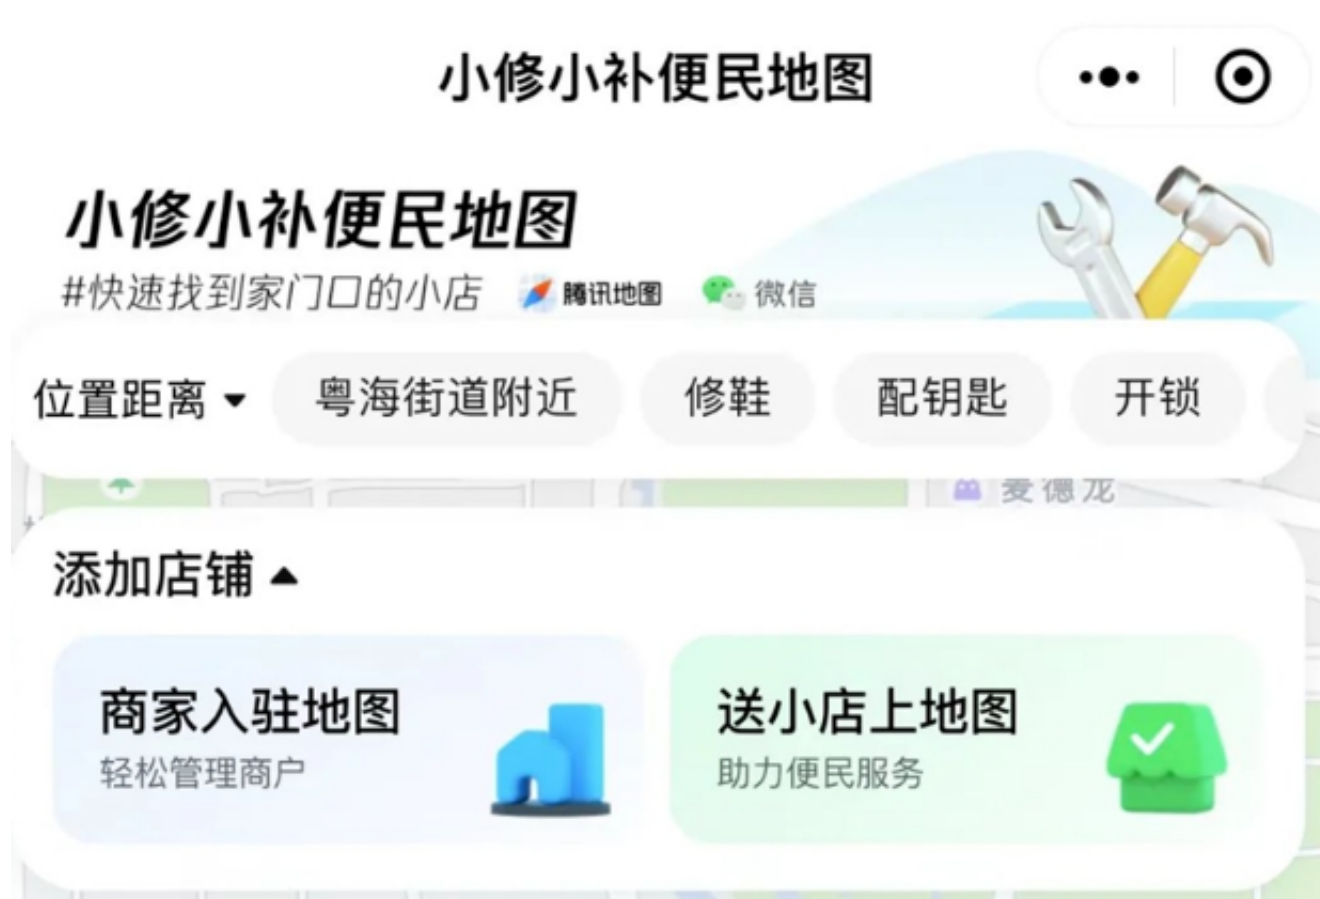 小修小补便民地图
小修小补便民地图
#快速找到家门口的小店 腾讯地图 微信
位置距离 粤海街道附近 修鞋 配钥匙 开锁
麦德龙
添加店铺
商家入驻地图 送小店上地图
轻松管理商户 助力便民服务